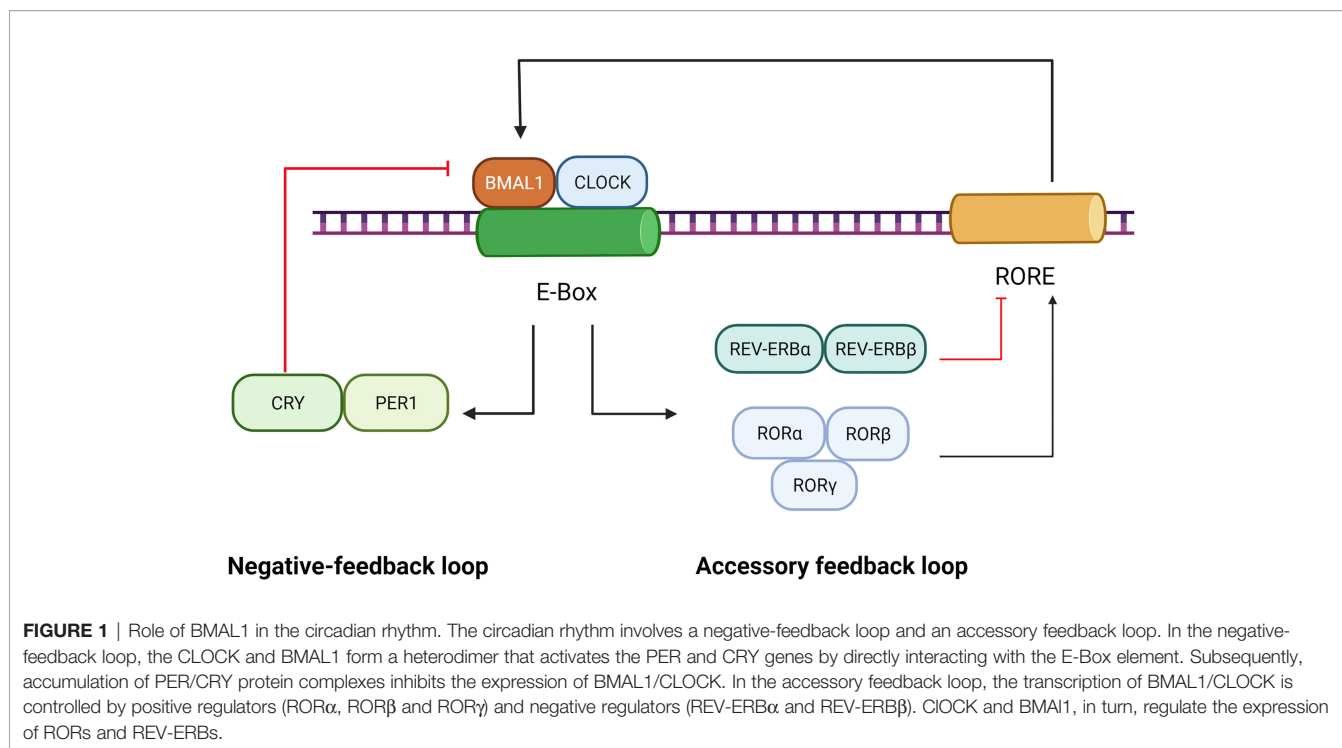 BMAL1 CLOCK
RORE
E-Box
REV-ERBα REV-ERBβ
CRY PER1
RORα RORβ
RORγ
Negative-feedback loop Accessory feedback loop
FIGURE 1 | Role of BMAL1 in the circadian rhythm. The circadian rhythm involves a negative-feedback loop and an accessory feedback loop. In the negative-
feedback loop, the CLOCK and BMAL1 form a heterodimer that activates the PER and CRY genes by directly interacting with the E-Box element. Subsequently,
accumulation of PER/CRY protein complexes inhibits the expression of BMAL1/CLOCK. In the accessory feedback loop, the transcription of BMAL1/CLOCK is
controlled by positive regulators (RORα, RORβ and RORγ) and negative regulators (REV-ERBα and REV-ERBβ). ClOCK and BMAl1, in turn, regulate the expression
of RORs and REV-ERBs.